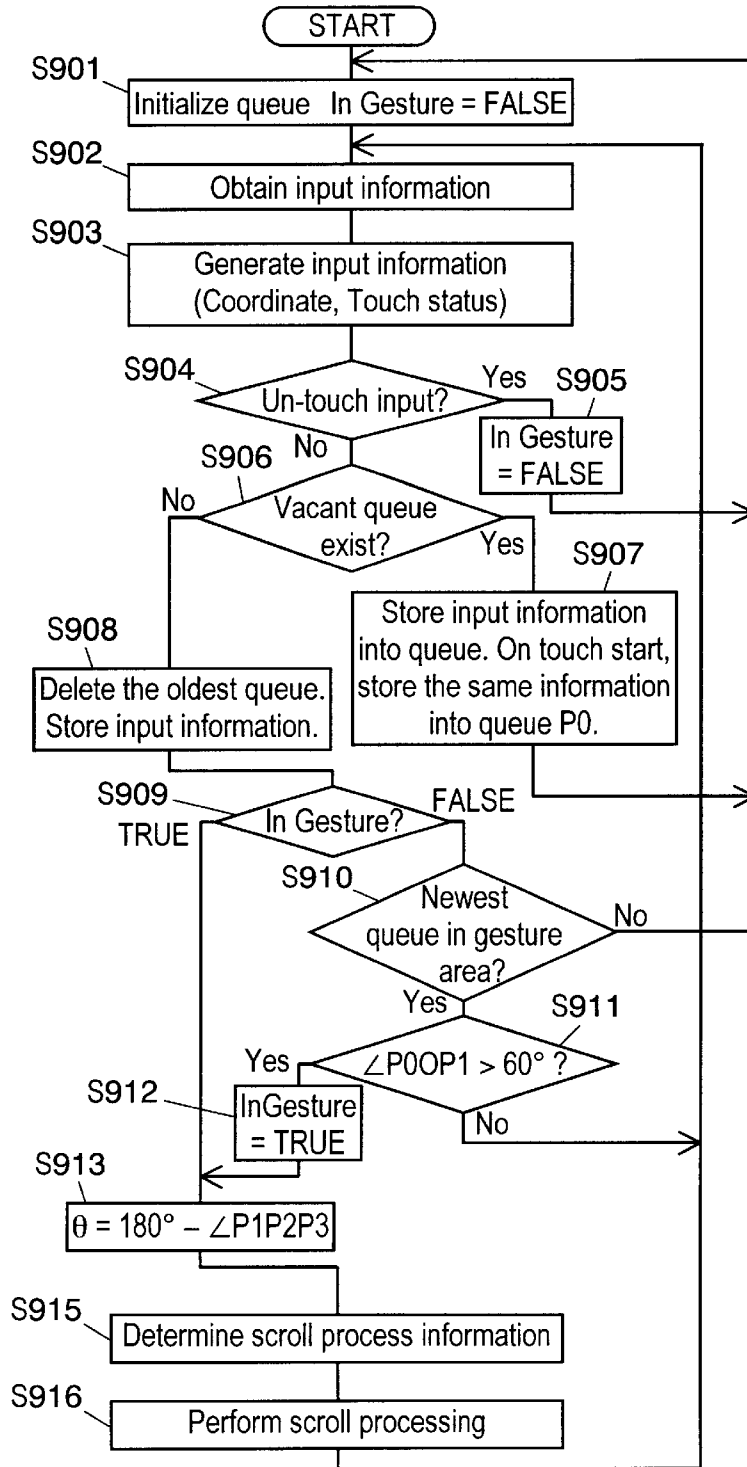 START
S901
Initialize queue In Gesture = FALSE
S902
Obtain input information
S903
Generate input information
(Coordinate, Touch status)
S904
Un-touch input?
Yes
No
S905
In Gesture
= FALSE
S906
Vacant queue
exist?
No
Yes
S907
Store input information
into queue. On touch start,
store the same information
into queue P0.
S908
Delete the oldest queue.
Store input information.
S909
In Gesture?
TRUE
FALSE
S910
Newest
queue in gesture
area?
No
Yes
S911
∠P0OP1 > 60° ?
Yes
No
S912
InGesture
= TRUE
S913
θ = 180° – ∠P1P2P3
S915
Determine scroll process information
S916
Perform scroll processing